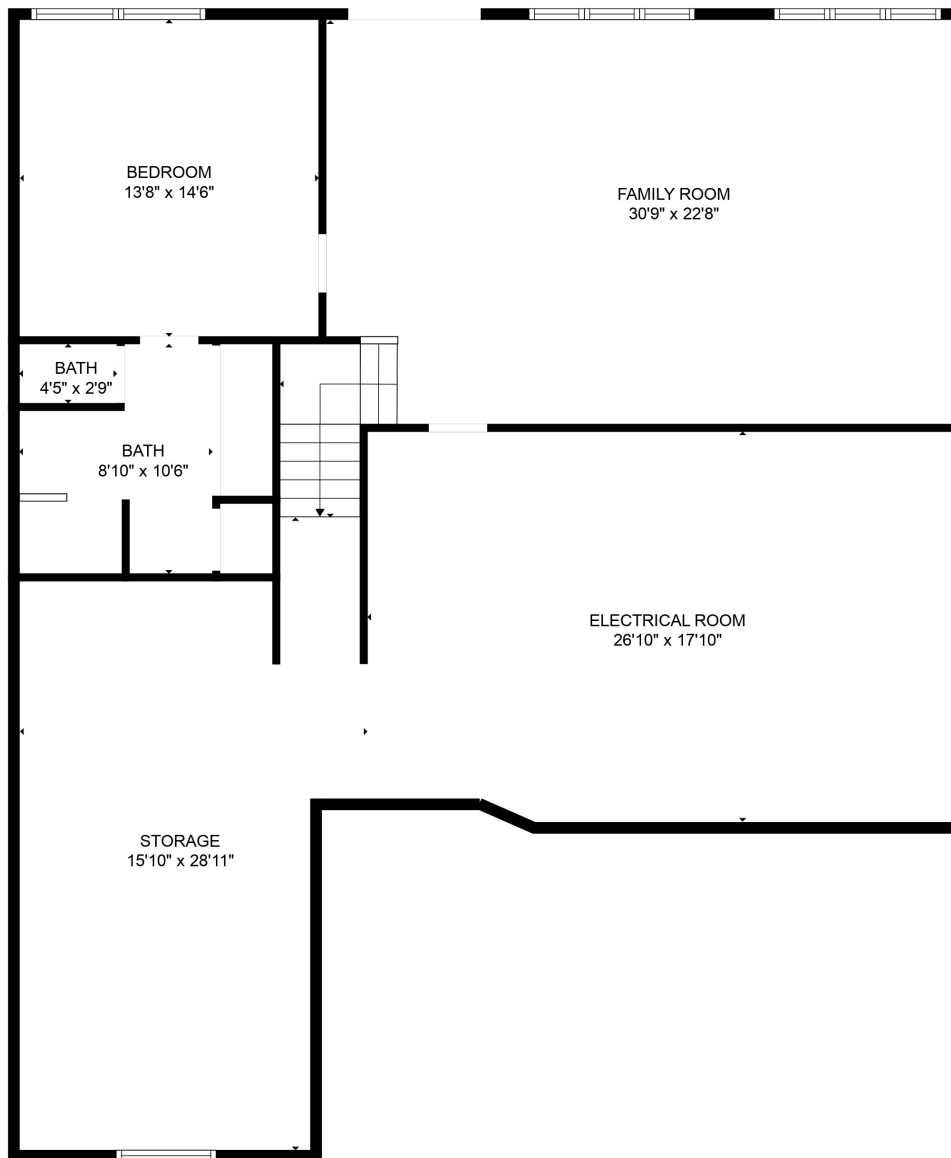 BEDROOM
13'8" x 14'6"
FAMILY ROOM
30'9" x 22'8"
BATH
4'5" x 2'9"
BATH
8'10" x 10'6"
ELECTRICAL ROOM
26'10" x 17'10"
STORAGE
15'10" x 28'11"